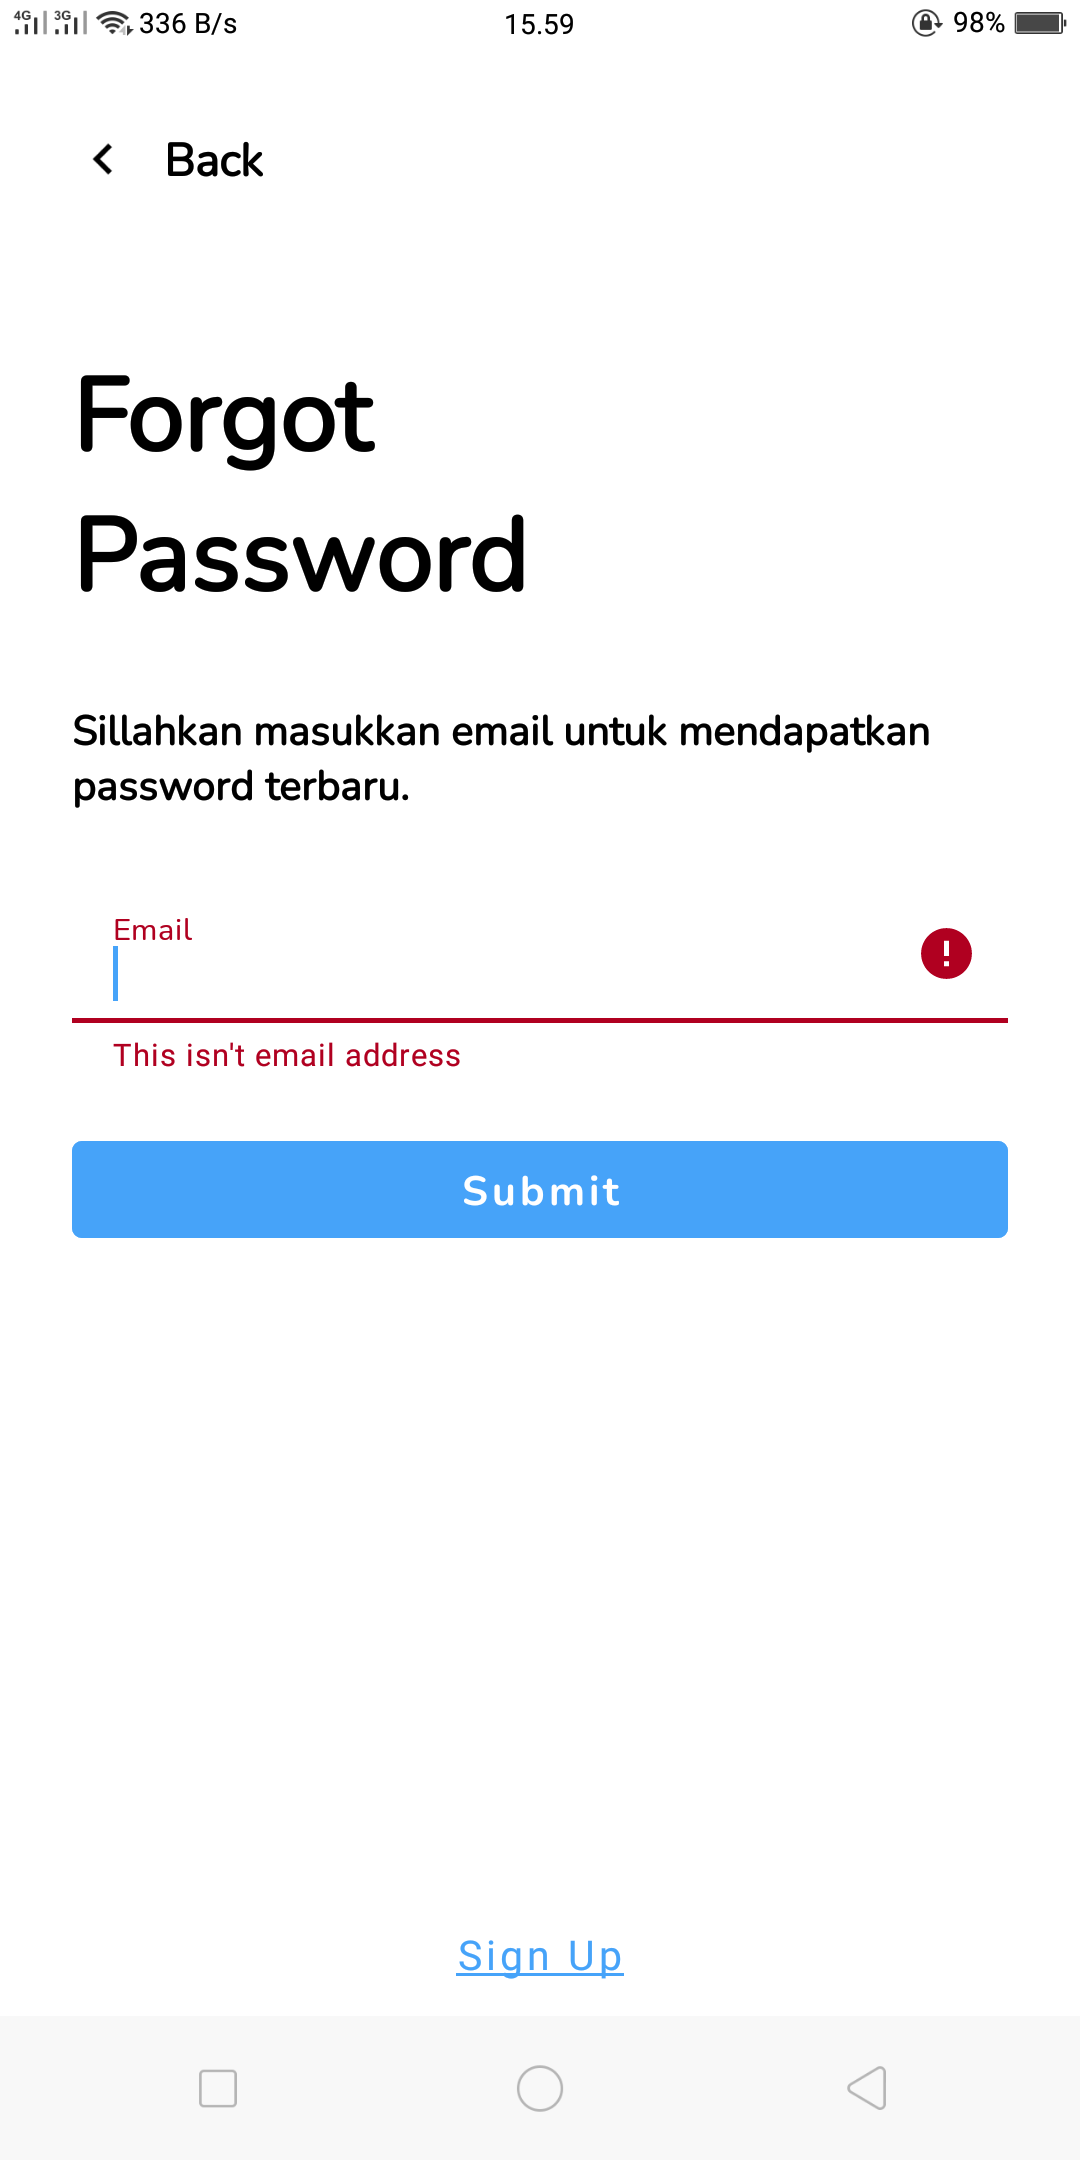 4G 3G 336 B/s 15.59 98%
Back
Forgot
Password
Sillahkan masukkan email untuk mendapatkan
password terbaru.
Email
This isn't email address
Submit
Sign Up